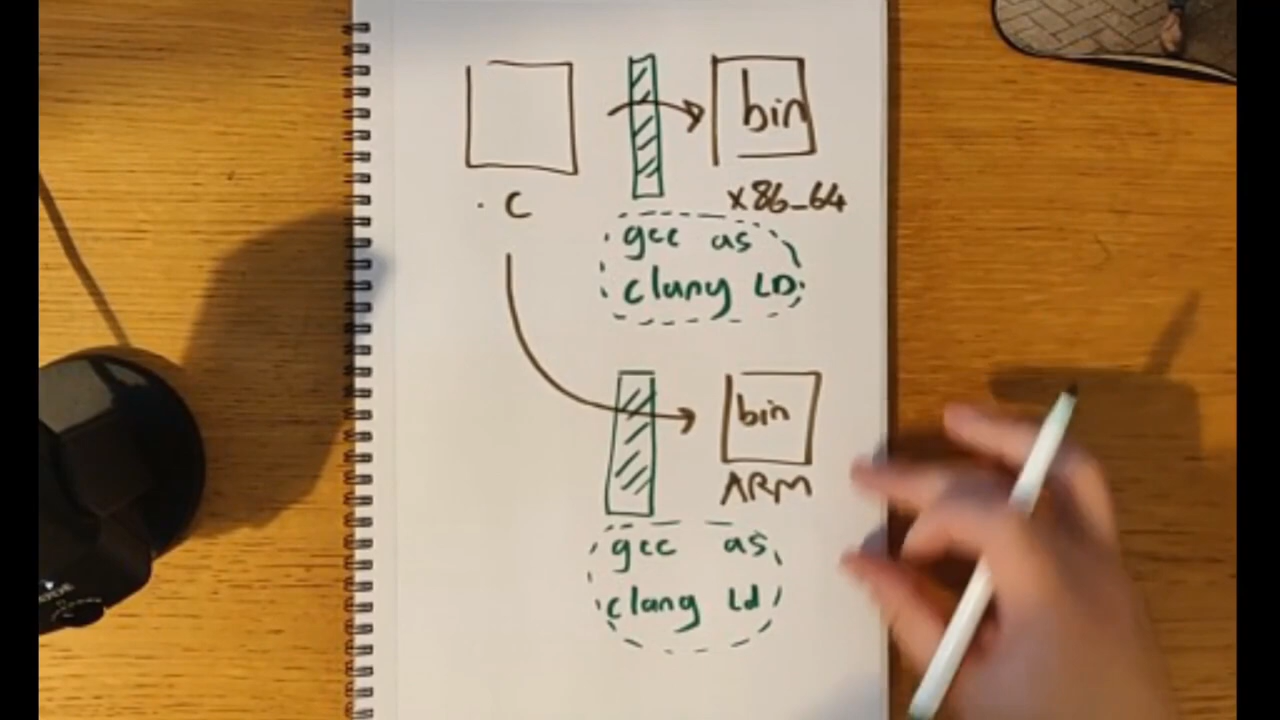 bin
. C
x86_64
gcc as
clang LD
bin
ARM
gcc as
clang Ld